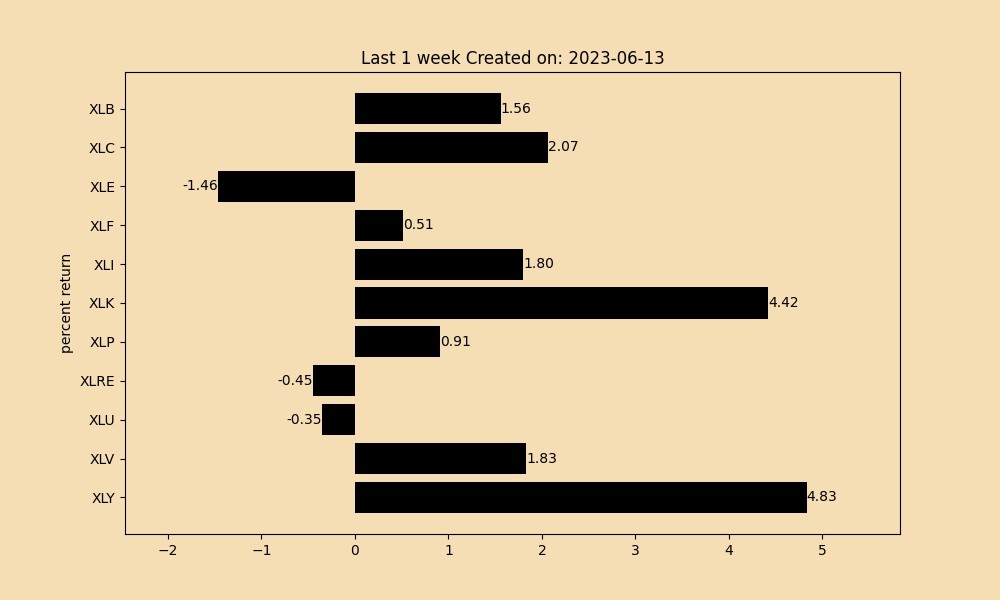 Last 1 week Created on: 2023-06-13
percent return
XLB 1.56
XLC 2.07
XLE -1.46
XLF 0.51
XLI 1.80
XLK 4.42
XLP 0.91
XLRE -0.45
XLU -0.35
XLV 1.83
XLY 4.83
−2 −1 0 1 2 3 4 5